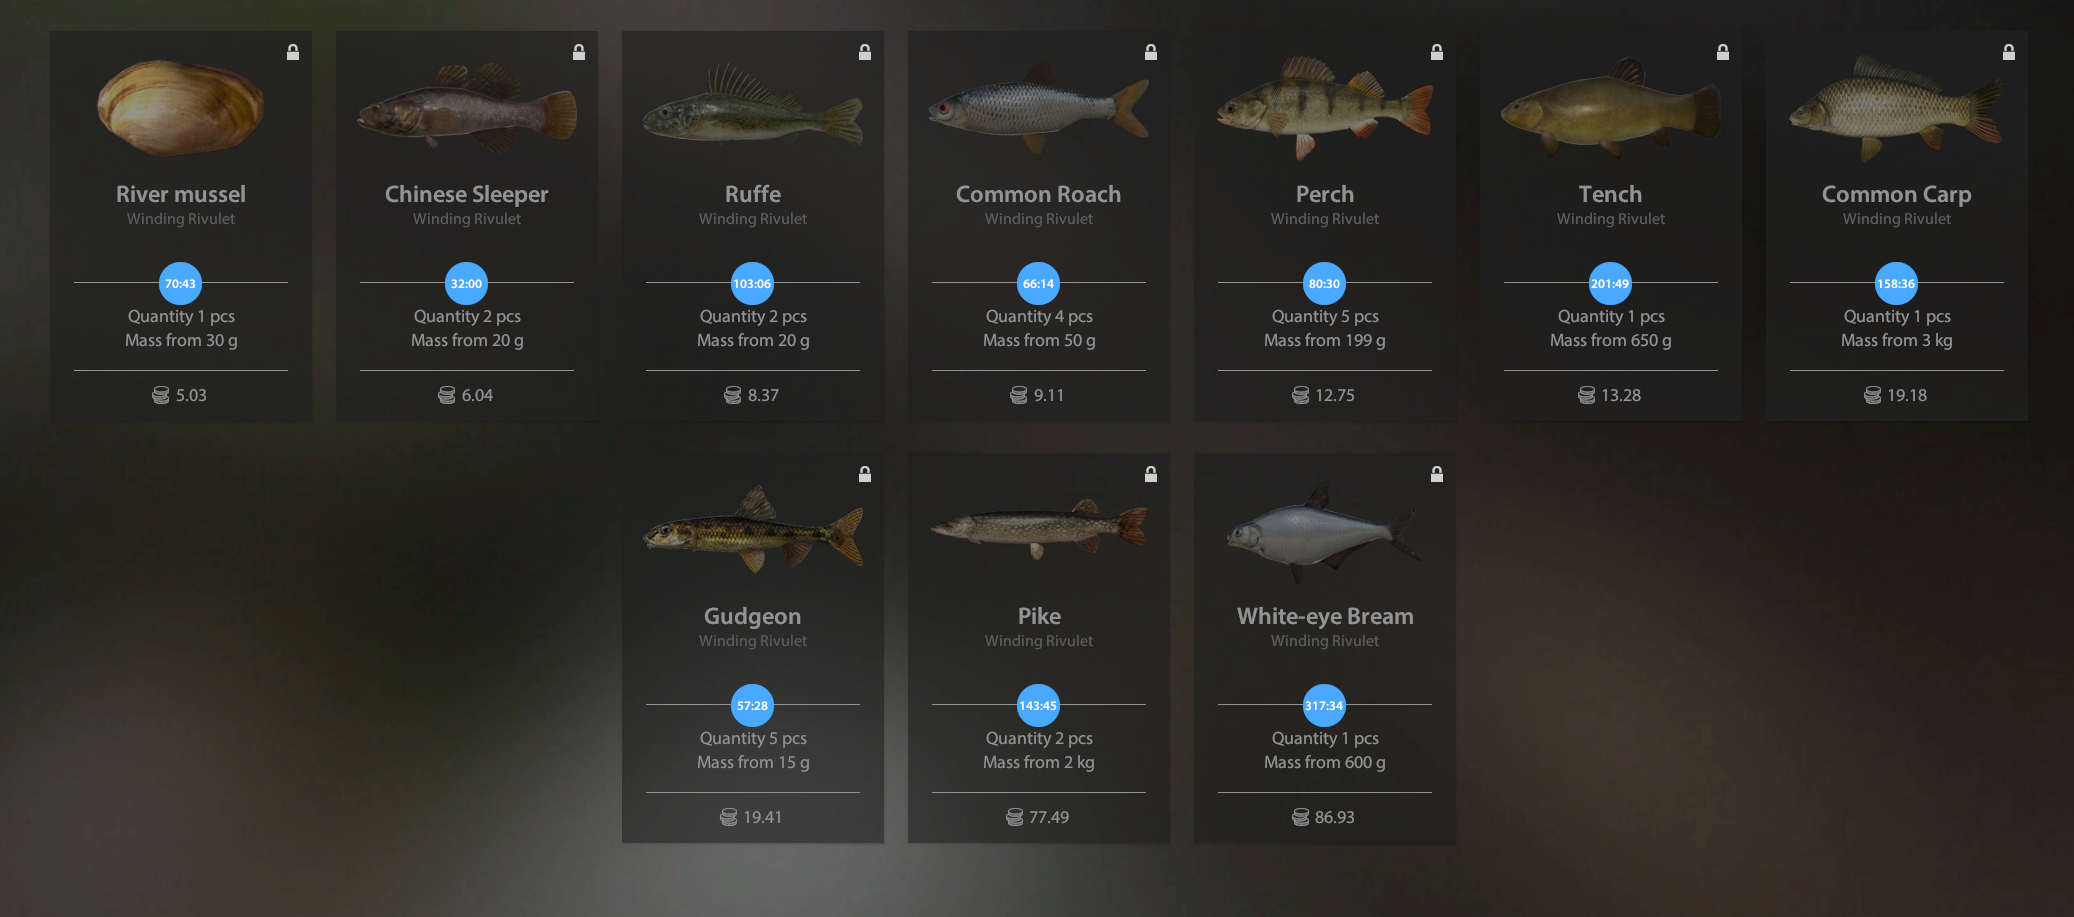 River mussel
Winding Rivulet
70:43
Quantity 1 pcs
Mass from 30 g
5.03
Chinese Sleeper
Winding Rivulet
32:00
Quantity 2 pcs
Mass from 20 g
6.04
Ruffe
Winding Rivulet
103:06
Quantity 2 pcs
Mass from 20 g
8.37
Common Roach
Winding Rivulet
66:14
Quantity 4 pcs
Mass from 50 g
9.11
Perch
Winding Rivulet
80:30
Quantity 5 pcs
Mass from 199 g
12.75
Tench
Winding Rivulet
201:49
Quantity 1 pcs
Mass from 650 g
13.28
Common Carp
Winding Rivulet
158:36
Quantity 1 pcs
Mass from 3 kg
19.18
Gudgeon
Winding Rivulet
57:28
Quantity 5 pcs
Mass from 15 g
19.41
Pike
Winding Rivulet
143:45
Quantity 2 pcs
Mass from 2 kg
77.49
White-eye Bream
Winding Rivulet
317:34
Quantity 1 pcs
Mass from 600 g
86.93